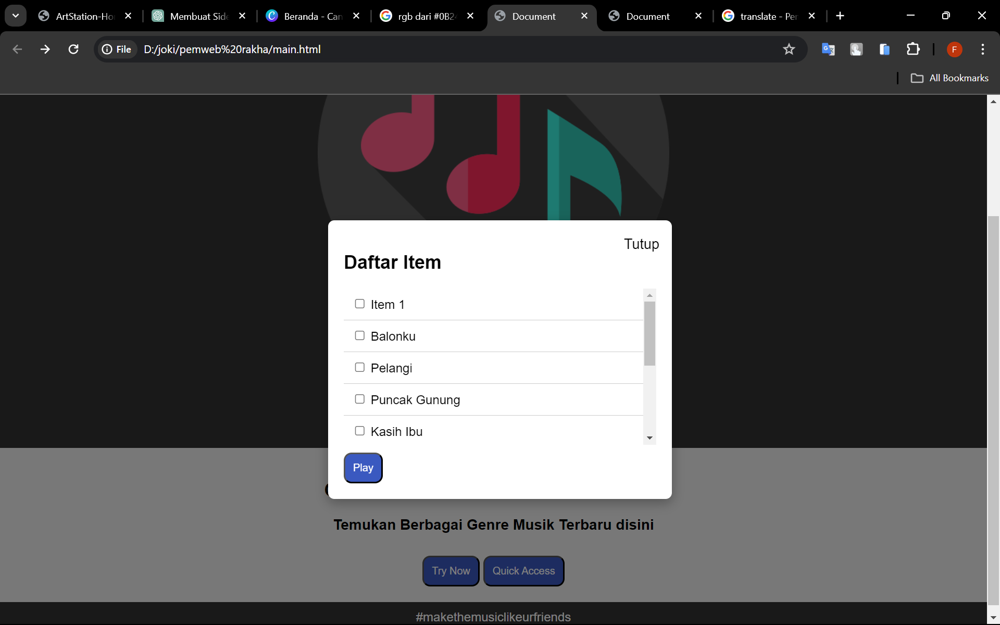 ArtStation-Ho
Membuat Side
Beranda - Can
rgb dari #0B24
Document
Document
translate - Pen
File
D:/joki/pemweb%20rakha/main.html
F
All Bookmarks
Tutup
Daftar Item
Item 1
Balonku
Pelangi
Puncak Gunung
Kasih Ibu
Play
Temukan Berbagai Genre Musik Terbaru disini
Try Now
Quick Access
#makethemusiclikeurfriends